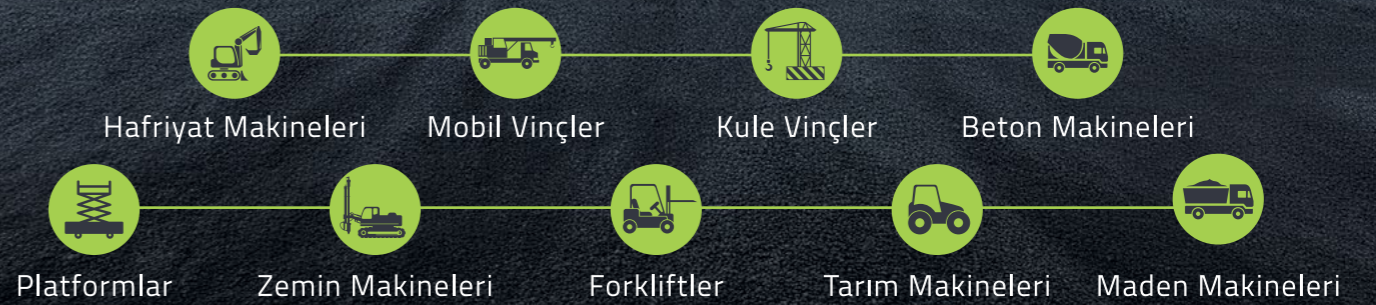 Hafriyat Makineleri Mobil Vinçler Kule Vinçler Beton Makineleri
Platformlar Zemin Makineleri Forkliftler Tarım Makineleri Maden Makineleri